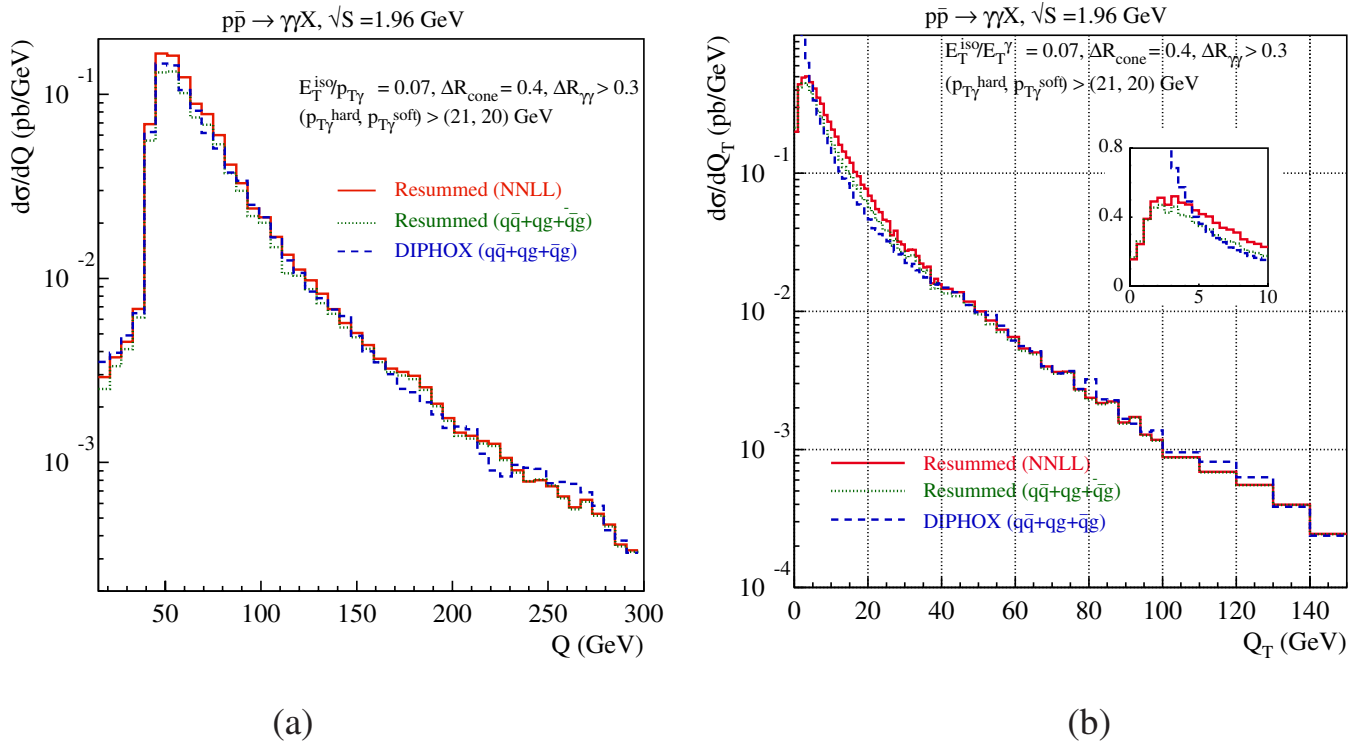 pp̄ → γγX, √S =1.96 GeV
dσ/dQ (pb/GeV)
E_T^iso/p_Tγ = 0.07, ΔR_cone = 0.4, ΔR_γγ > 0.3
(p_Tγ^hard, p_Tγ^soft) > (21, 20) GeV
Resummed (NNLL)
Resummed (qq̄+qg+q̄g)
DIPHOX (qq̄+qg+q̄g)
10^-1
10^-2
10^-3
50 100 150 200 250 300
Q (GeV)
(a)
pp̄ → γγX, √S =1.96 GeV
dσ/dQ_T (pb/GeV)
E_T^iso/E_T^γ = 0.07, ΔR_cone = 0.4, ΔR_γγ > 0.3
(p_Tγ^hard, p_Tγ^soft) > (21, 20) GeV
0.8
0.4
0
0 5 10
Resummed (NNLL)
Resummed (qq̄+qg+q̄g)
DIPHOX (qq̄+qg+q̄g)
10^-1
10^-2
10^-3
10^-4
0 20 40 60 80 100 120 140
Q_T (GeV)
(b)